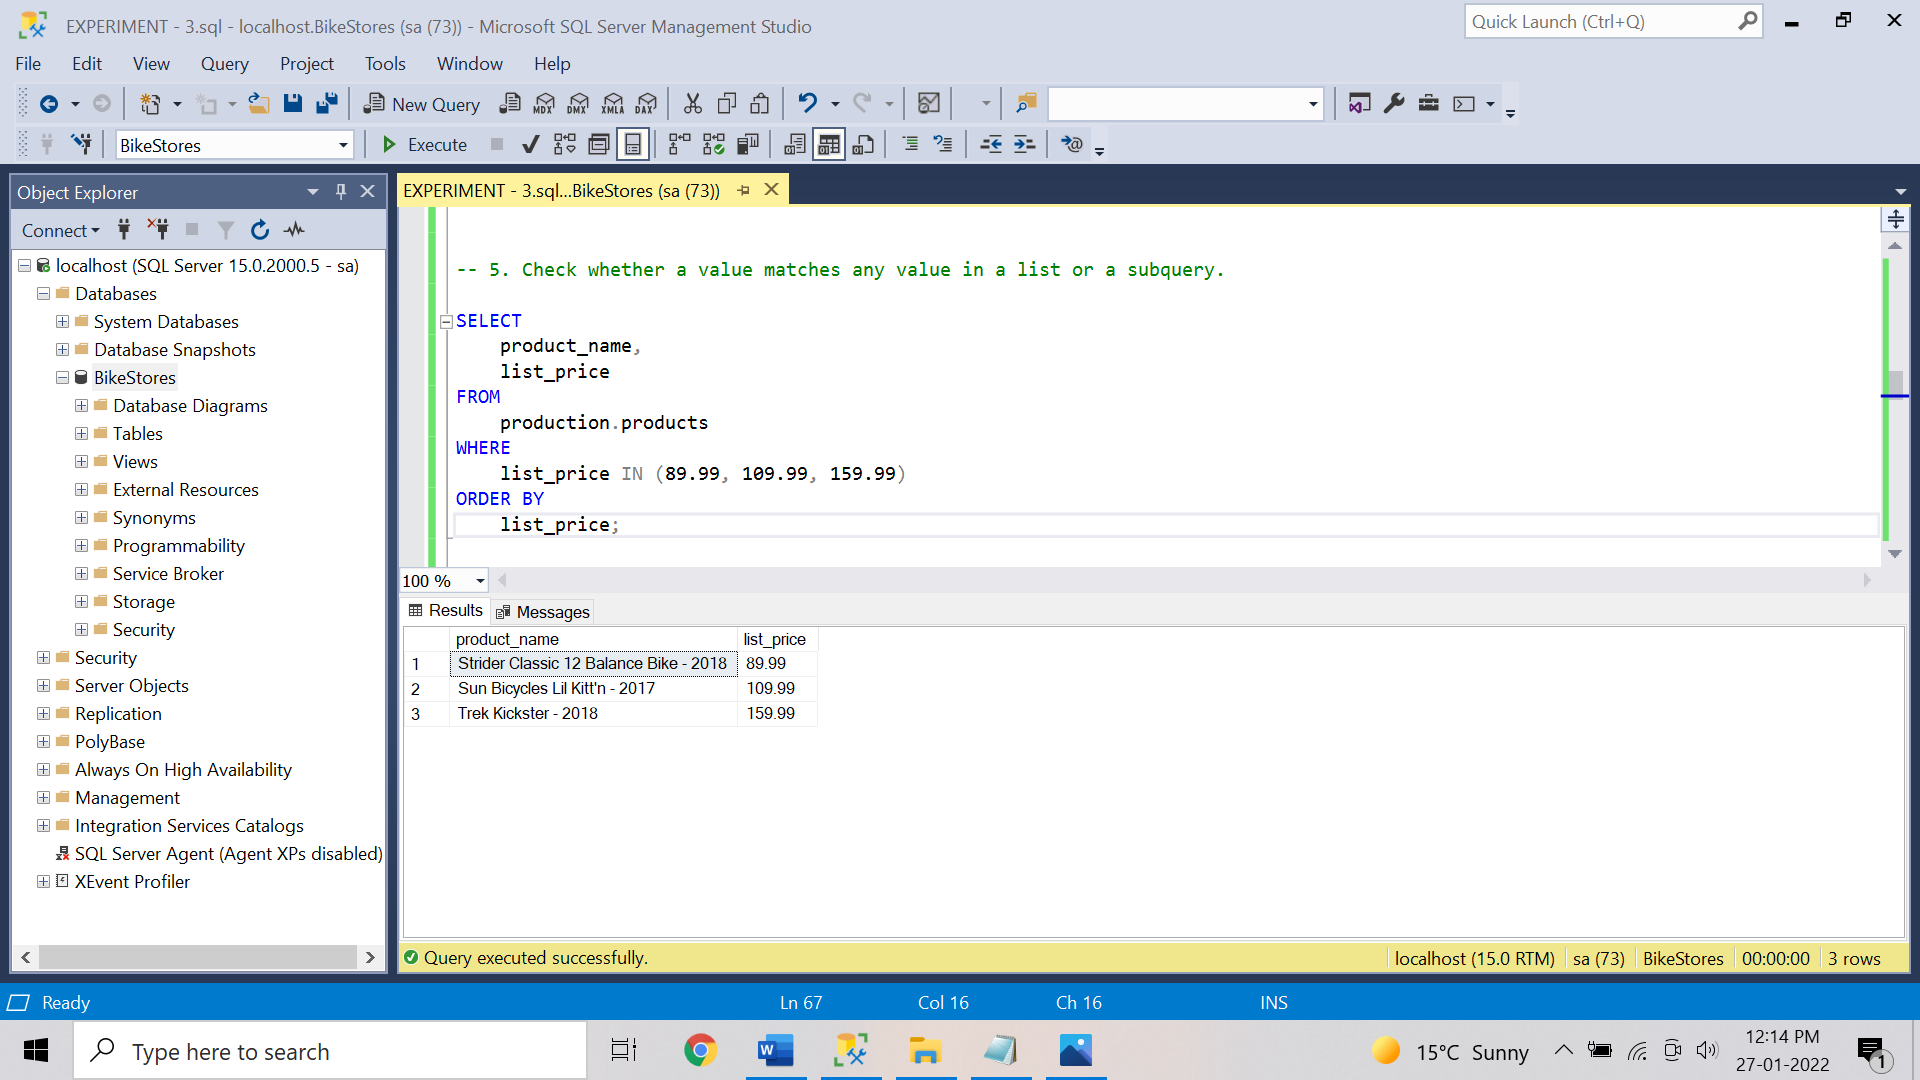 EXPERIMENT - 3.sql - localhost.BikeStores (sa (73)) - Microsoft SQL Server Management Studio
Quick Launch (Ctrl+Q)
File Edit View Query Project Tools Window Help
New Query MDX DMX XMLA DAX
BikeStores Execute
Object Explorer
Connect
localhost (SQL Server 15.0.2000.5 - sa)
Databases
System Databases
Database Snapshots
BikeStores
Database Diagrams
Tables
Views
External Resources
Synonyms
Programmability
Service Broker
Storage
Security
Security
Server Objects
Replication
PolyBase
Always On High Availability
Management
Integration Services Catalogs
SQL Server Agent (Agent XPs disabled)
XEvent Profiler
EXPERIMENT - 3.sql...BikeStores (sa (73))
-- 5. Check whether a value matches any value in a list or a subquery.
SELECT
product_name,
list_price
FROM
production.products
WHERE
list_price IN (89.99, 109.99, 159.99)
ORDER BY
list_price;
100 %
Results Messages
product_name list_price
1 Strider Classic 12 Balance Bike - 2018 89.99
2 Sun Bicycles Lil Kitt'n - 2017 109.99
3 Trek Kickster - 2018 159.99
Query executed successfully. localhost (15.0 RTM) sa (73) BikeStores 00:00:00 3 rows
Ready Ln 67 Col 16 Ch 16 INS
Type here to search
15°C Sunny
12:14 PM
27-01-2022
1